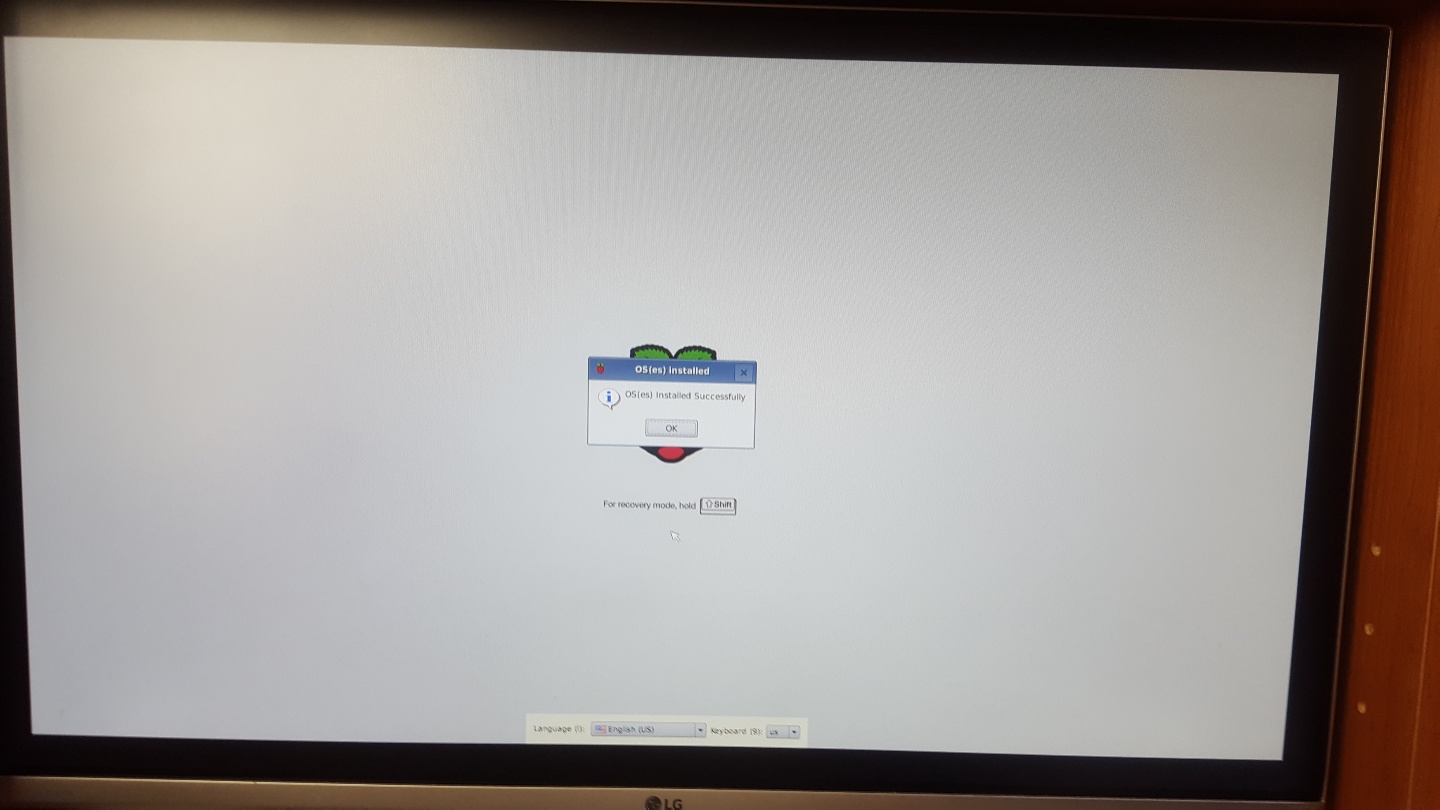 OS(es) Installed
OS(es) Installed Successfully
OK
For recovery mode, hold ⇧ Shift
Language (l): English (US) Keyboard (9): us
LG